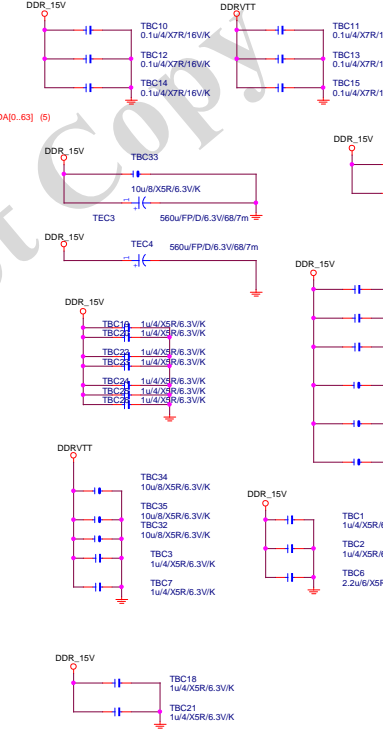 DDR_15V
DDRVTT
TBC10
0.1u/4/X7R/16V/K
TBC11
0.1u/4/X7R/1
TBC12
0.1u/4/X7R/16V/K
TBC13
0.1u/4/X7R/1
TBC14
0.1u/4/X7R/16V/K
TBC15
0.1u/4/X7R/1
DA[0..63] (5)
DDR_15V
TBC33
10u/8/X5R/6.3V/K
TEC3
560u/FP/D/6.3V/68/7m
DDR_15V
DDR_15V
TEC4
560u/FP/D/6.3V/68/7m
DDR_15V
DDR_15V
TBC19 1u/4/X5R/6.3V/K
1u/4/X5R/6.3V/K
TBC22 1u/4/X5R/6.3V/K
TBC23 1u/4/X5R/6.3V/K
TBC24 1u/4/X5R/6.3V/K
TBC25 1u/4/X5R/6.3V/K
TBC26 1u/4/X5R/6.3V/K
DDRVTT
TBC34
10u/8/X5R/6.3V/K
TBC35
10u/8/X5R/6.3V/K
TBC32
10u/8/X5R/6.3V/K
TBC3
1u/4/X5R/6.3V/K
TBC7
1u/4/X5R/6.3V/K
DDR_15V
TBC1
1u/4/X5R/6
TBC2
1u/4/X5R/6
TBC6
2.2u/6/X5R
DDR_15V
TBC18
1u/4/X5R/6.3V/K
TBC21
1u/4/X5R/6.3V/K
t Copy